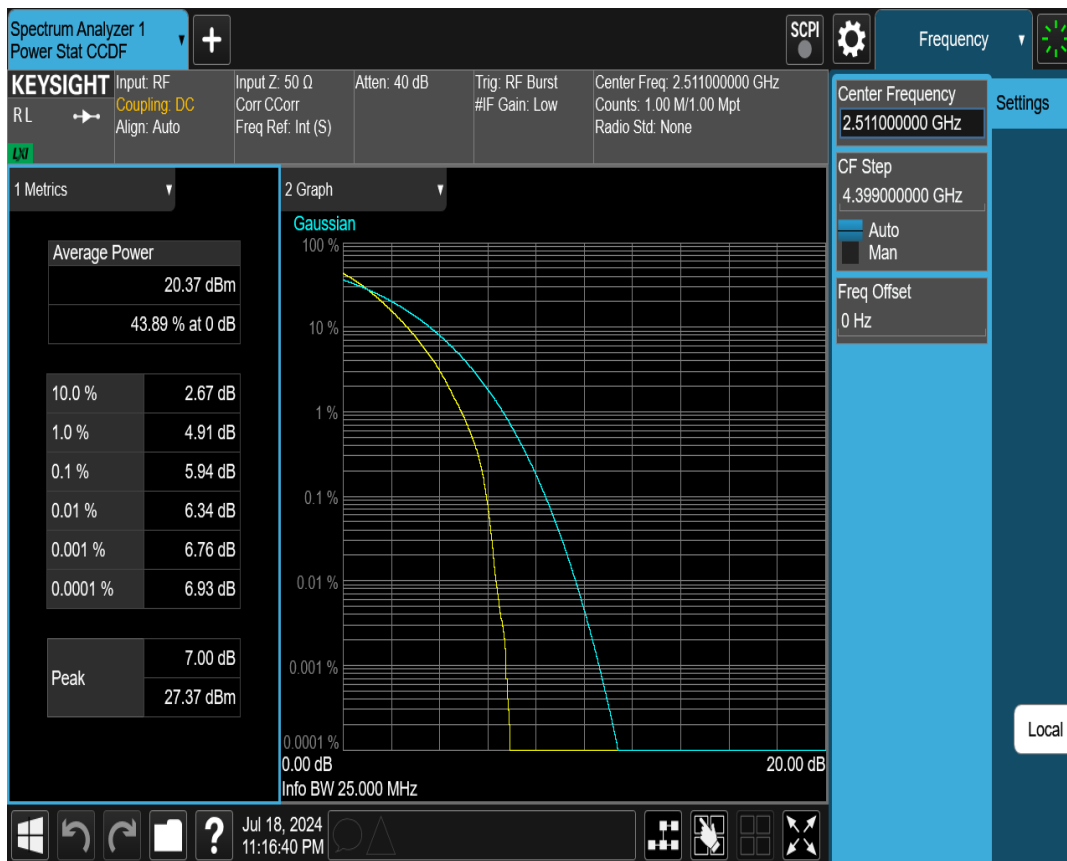 Spectrum Analyzer 1
Power Stat CCDF
SCPI
Frequency
KEYSIGHT
RL
LXI
Input: RF
Coupling: DC
Align: Auto
Input Z: 50 Ω
Corr CCorr
Freq Ref: Int (S)
Atten: 40 dB
Trig: RF Burst
#IF Gain: Low
Center Freq: 2.511000000 GHz
Counts: 1.00 M/1.00 Mpt
Radio Std: None
Center Frequency
2.511000000 GHz
Settings
CF Step
4.399000000 GHz
Auto
Man
Freq Offset
0 Hz
1 Metrics
Average Power
20.37 dBm
43.89 % at 0 dB
10.0 % 2.67 dB
1.0 % 4.91 dB
0.1 % 5.94 dB
0.01 % 6.34 dB
0.001 % 6.76 dB
0.0001 % 6.93 dB
Peak
7.00 dB
27.37 dBm
2 Graph
Gaussian
100 %
10 %
1 %
0.1 %
0.01 %
0.001 %
0.0001 %
0.00 dB 20.00 dB
Info BW 25.000 MHz
Local
?
Jul 18, 2024
11:16:40 PM